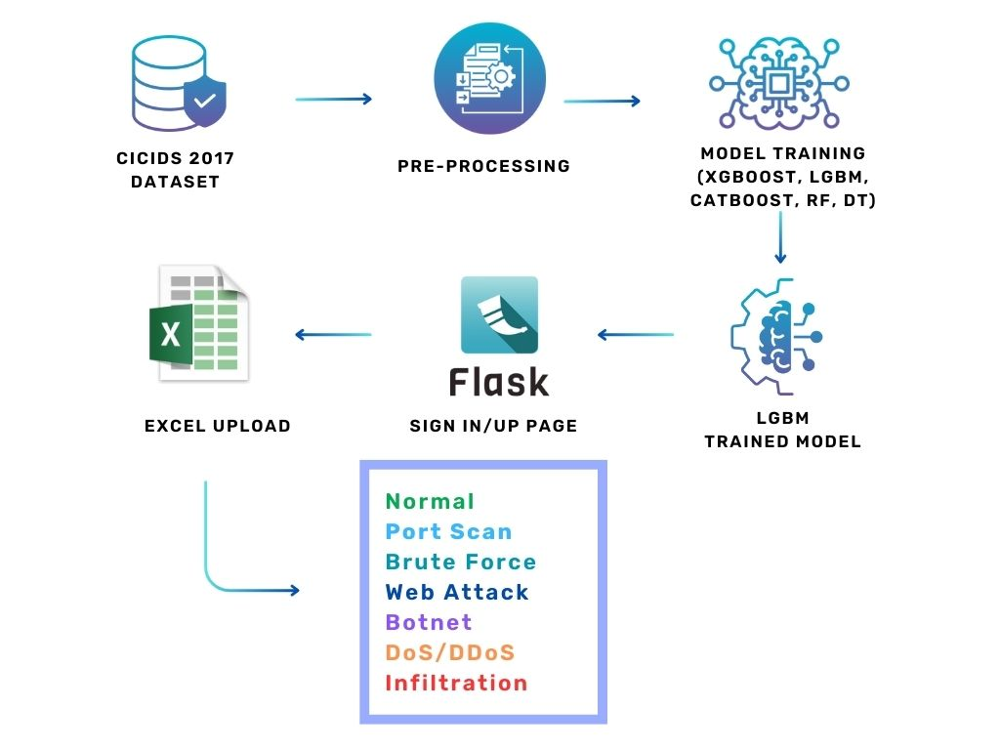 CICIDS 2017
DATASET
PRE-PROCESSING
MODEL TRAINING
(XGBOOST, LGBM,
CATBOOST, RF, DT)
X
EXCEL UPLOAD
Flask
SIGN IN/UP PAGE
LGBM
TRAINED MODEL
Normal
Port Scan
Brute Force
Web Attack
Botnet
DoS/DDoS
Infiltration